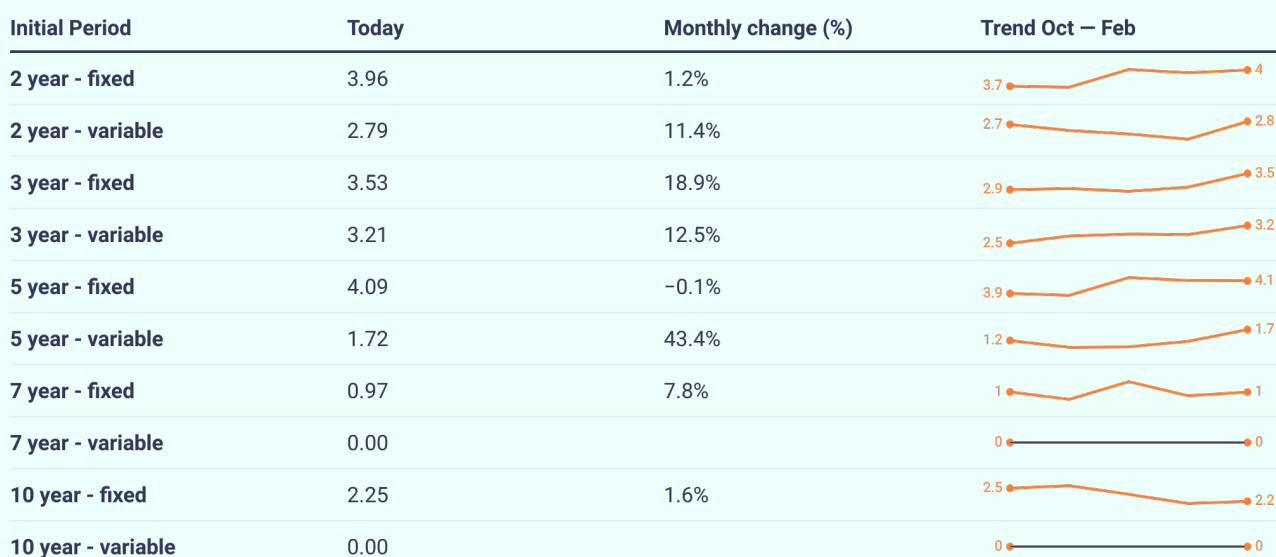 Initial Period Today Monthly change (%) Trend Oct — Feb
2 year - fixed 3.96 1.2% 3.7 4
2 year - variable 2.79 11.4% 2.7 2.8
3 year - fixed 3.53 18.9% 2.9 3.5
3 year - variable 3.21 12.5% 2.5 3.2
5 year - fixed 4.09 −0.1% 3.9 4.1
5 year - variable 1.72 43.4% 1.2 1.7
7 year - fixed 0.97 7.8% 1 1
7 year - variable 0.00 0 0
10 year - fixed 2.25 1.6% 2.5 2.2
10 year - variable 0.00 0 0